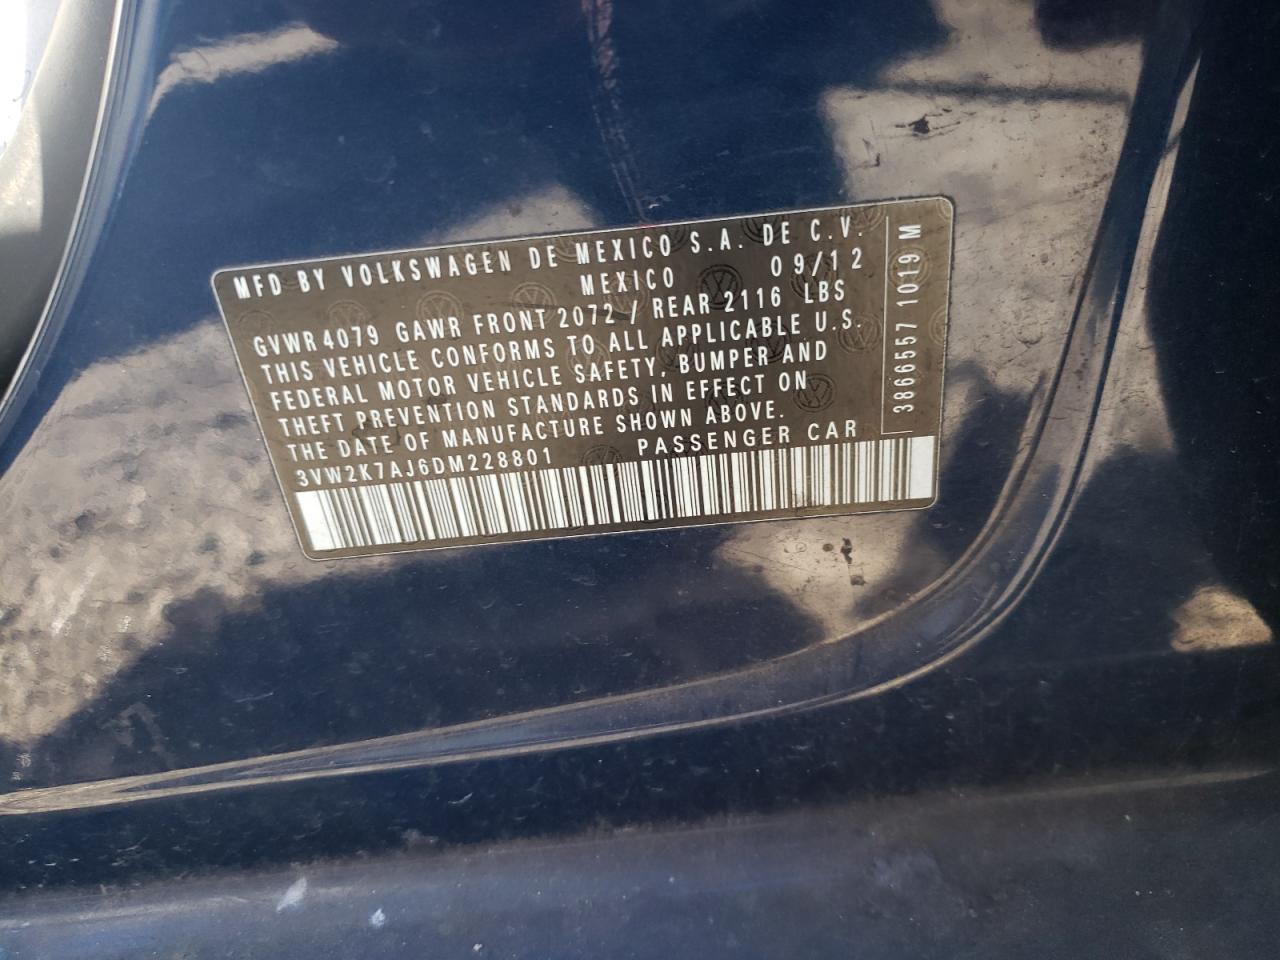 MFD BY VOLKSWAGEN DE MEXICO S.A. DE C.V.
MEXICO 09/12
GVWR 4079 GAWR FRONT 2072 / REAR 2116 LBS
THIS VEHICLE CONFORMS TO ALL APPLICABLE U.S.
FEDERAL MOTOR VEHICLE SAFETY, BUMPER AND
THEFT PREVENTION STANDARDS IN EFFECT ON
THE DATE OF MANUFACTURE SHOWN ABOVE.
3VW2K7AJ6DM228801 PASSENGER CAR
3866557 1019 M